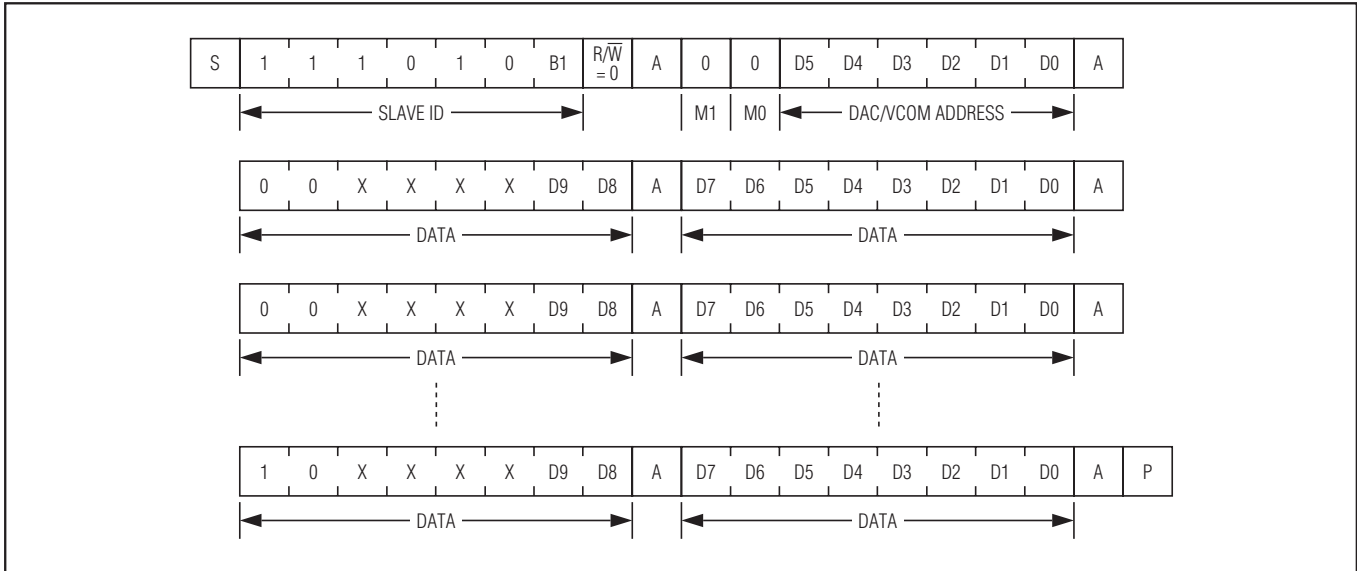 S 1 1 1 0 1 0 B1 R/W̅ = 0 A 0 0 D5 D4 D3 D2 D1 D0 A
SLAVE ID M1 M0 DAC/VCOM ADDRESS
0 0 X X X X D9 D8 A D7 D6 D5 D4 D3 D2 D1 D0 A
DATA DATA
0 0 X X X X D9 D8 A D7 D6 D5 D4 D3 D2 D1 D0 A
DATA DATA
1 0 X X X X D9 D8 A D7 D6 D5 D4 D3 D2 D1 D0 A P
DATA DATA